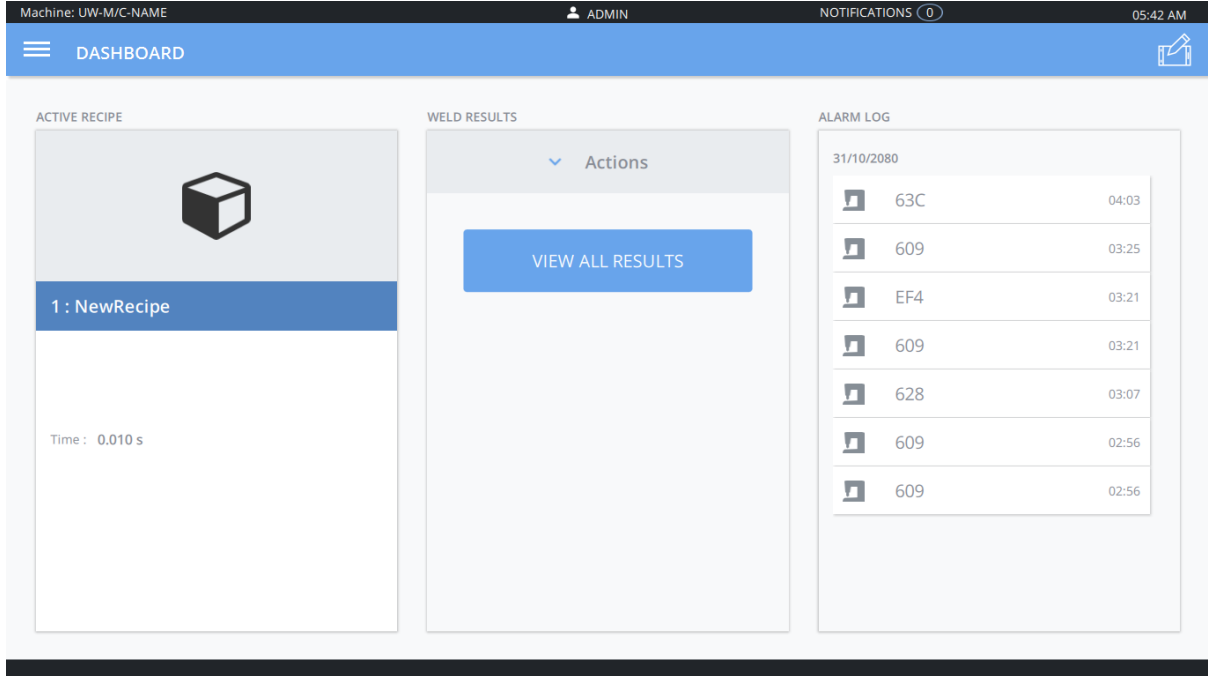 Machine: UW-M/C-NAME ADMIN NOTIFICATIONS 0 05:42 AM
DASHBOARD
ACTIVE RECIPE
1 : NewRecipe
Time : 0.010 s
WELD RESULTS
Actions
VIEW ALL RESULTS
ALARM LOG
31/10/2080
63C 04:03
609 03:25
EF4 03:21
609 03:21
628 03:07
609 02:56
609 02:56